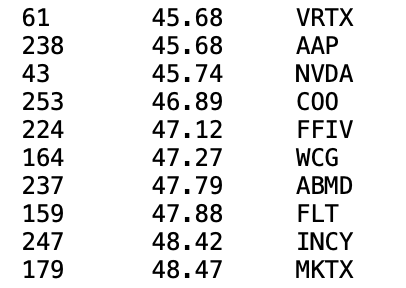 61 45.68 VRTX
238 45.68 AAP
43 45.74 NVDA
253 46.89 COO
224 47.12 FFIV
164 47.27 WCG
237 47.79 ABMD
159 47.88 FLT
247 48.42 INCY
179 48.47 MKTX